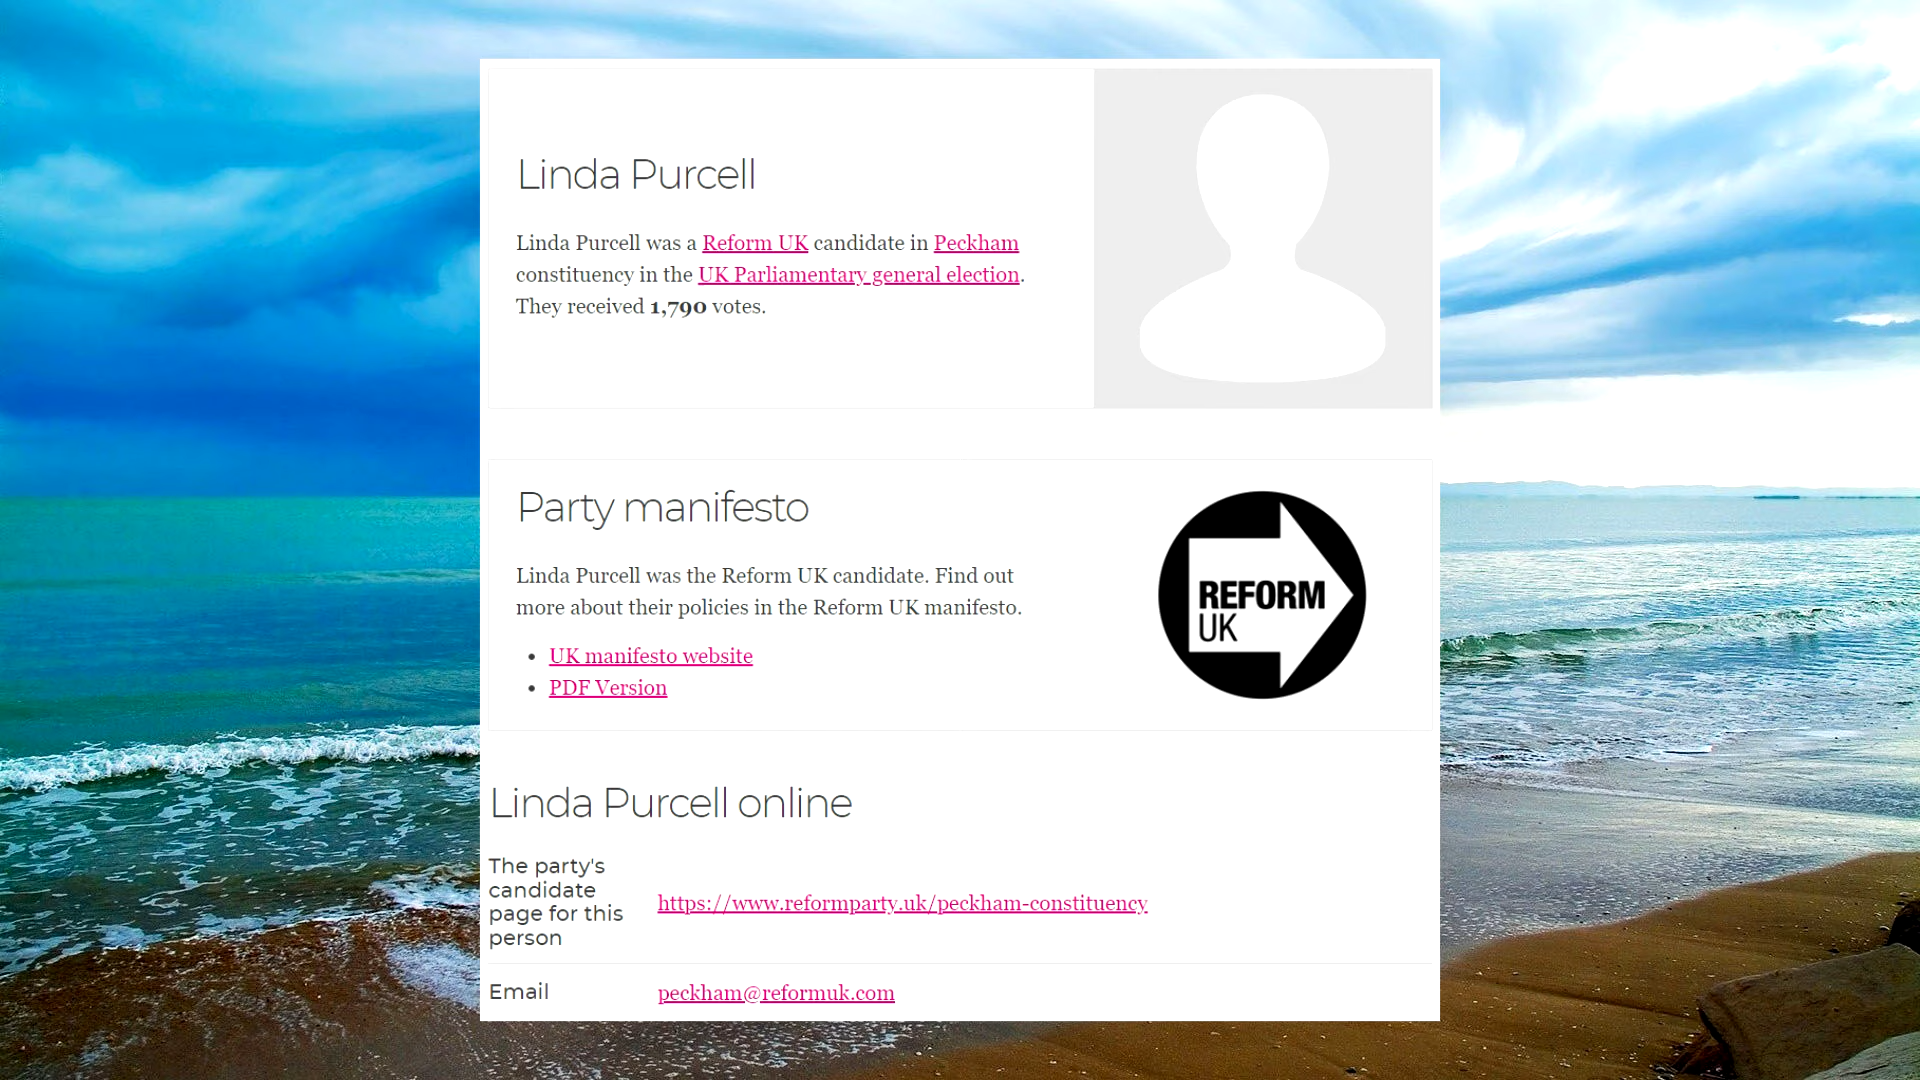 Linda Purcell
Linda Purcell was a Reform UK candidate in Peckham
constituency in the UK Parliamentary general election.
They received 1,790 votes.
Party manifesto
Linda Purcell was the Reform UK candidate. Find out
more about their policies in the Reform UK manifesto.
• UK manifesto website
• PDF Version
REFORM
UK
Linda Purcell online
The party's
candidate
page for this
person
https://www.reformparty.uk/peckham-constituency
Email
peckham@reformuk.com